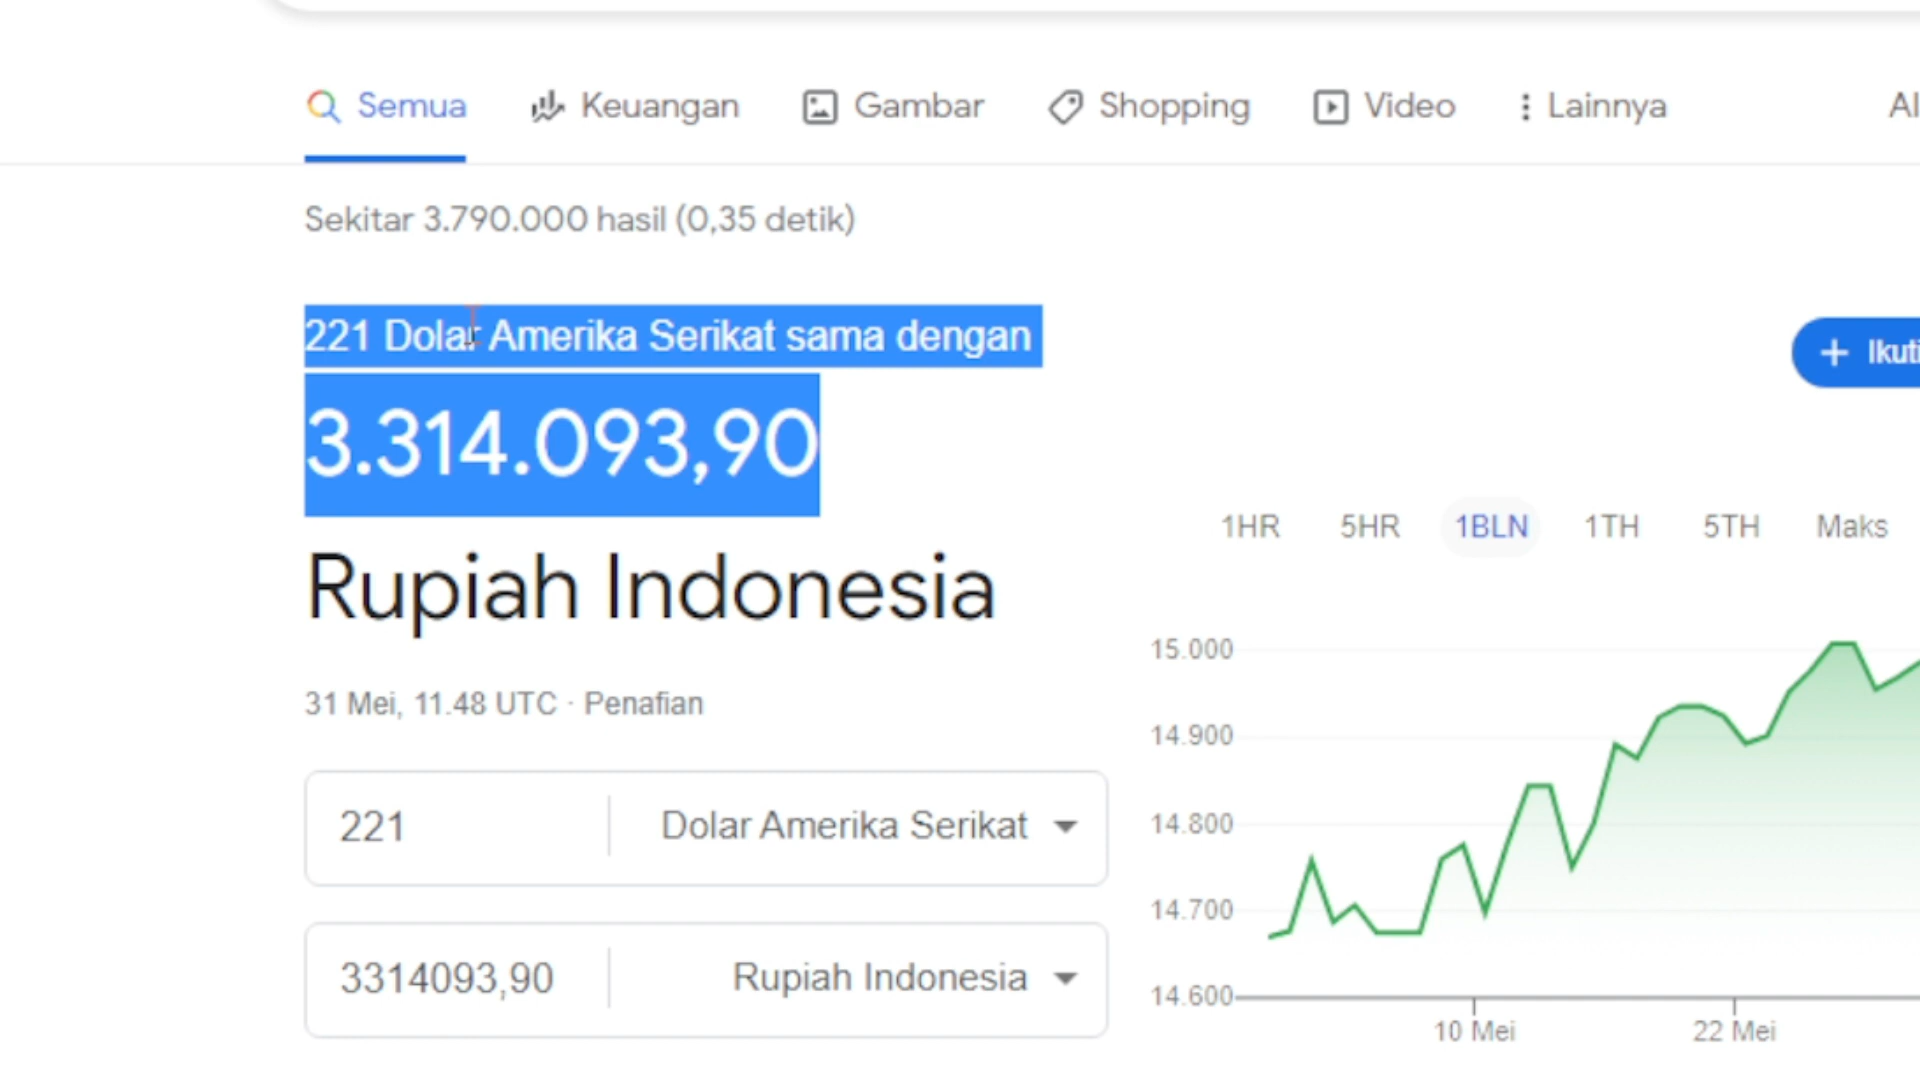 Semua Keuangan Gambar Shopping Video Lainnya
Sekitar 3.790.000 hasil (0,35 detik)
221 Dolar Amerika Serikat sama dengan
3.314.093,90
Rupiah Indonesia
31 Mei, 11.48 UTC · Penafian
221 Dolar Amerika Serikat
3314093,90 Rupiah Indonesia
+ Ikuti
1HR 5HR 1BLN 1TH 5TH Maks
15.000
14.900
14.800
14.700
14.600
10 Mei 22 Mei